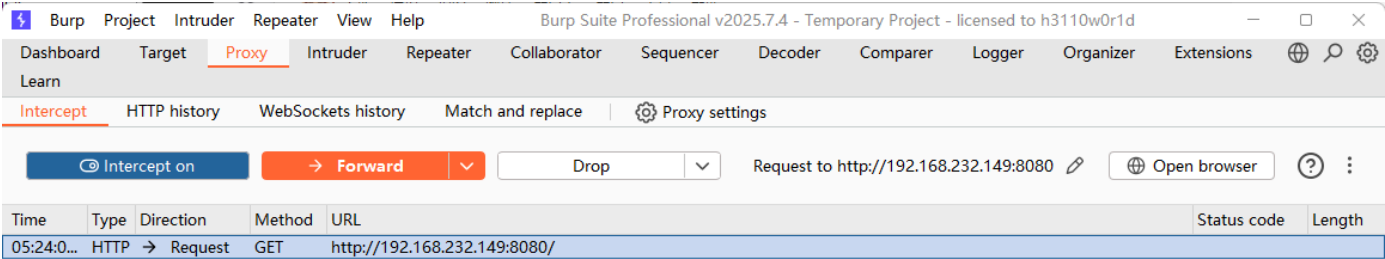 Burp Project Intruder Repeater View Help Burp Suite Professional v2025.7.4 - Temporary Project - licensed to h3110w0r1d
Dashboard Target Proxy Intruder Repeater Collaborator Sequencer Decoder Comparer Logger Organizer Extensions
Learn
Intercept HTTP history WebSockets history Match and replace Proxy settings
Intercept on → Forward Drop Request to http://192.168.232.149:8080 Open browser
Time Type Direction Method URL Status code Length
05:24:0... HTTP → Request GET http://192.168.232.149:8080/